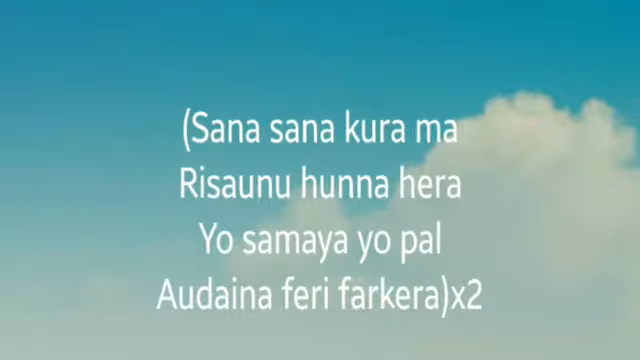 (Sana sana kura ma
Risaunu hunna hera
Yo samaya yo pal
Audaina feri farkera)x2